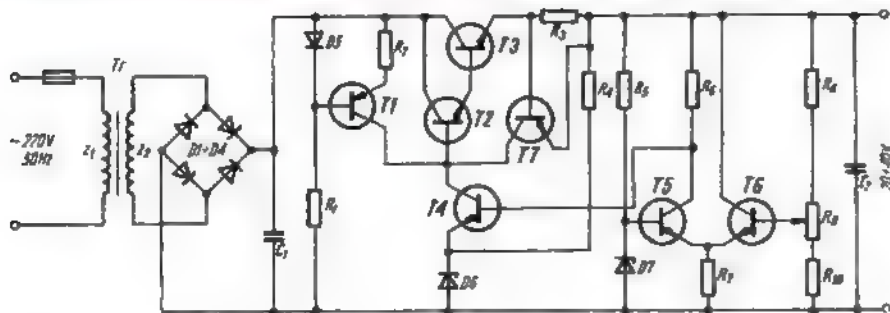 Tr
~220V
50Hz
z₁
z₂
D1÷D4
C₁
D5
R₁
R₂
T1
T2
T3
R₃
T7
T4
D6
R₄
R₅
R₆
T5
T6
D7
R₇
R₈
R₉
R₁₀
C₂